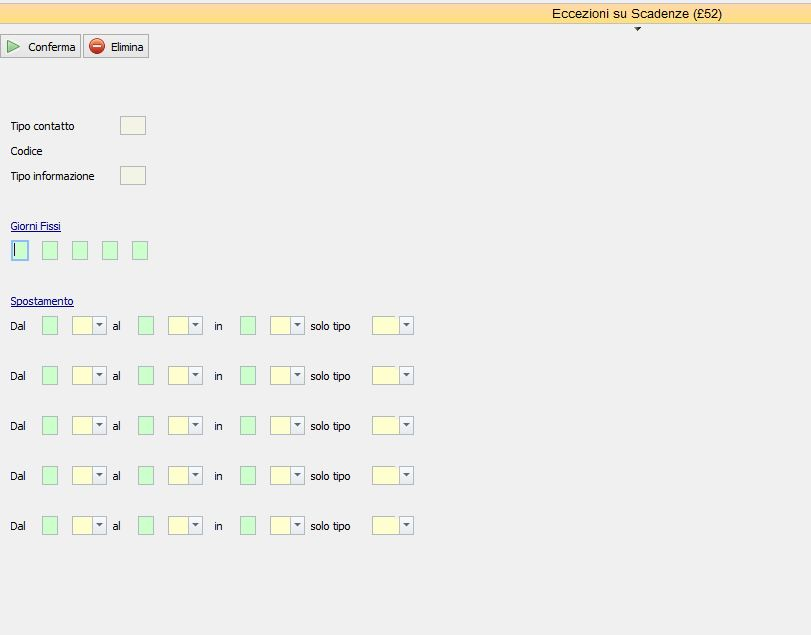 Eccezioni su Scadenze (£52)
Conferma Elimina
Tipo contatto
Codice
Tipo informazione
Giorni Fissi
Spostamento
Dal al in solo tipo
Dal al in solo tipo
Dal al in solo tipo
Dal al in solo tipo
Dal al in solo tipo